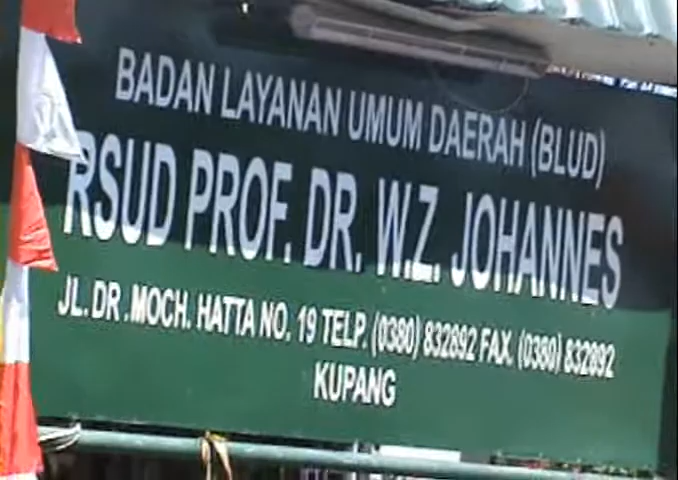 BADAN LAYANAN UMUM DAERAH (BLUD)
RSUD PROF. DR. W.Z. JOHANNES
JL. DR. MOCH. HATTA NO. 19 TELP. (0380) 832892 FAX. (0380) 832892
KUPANG